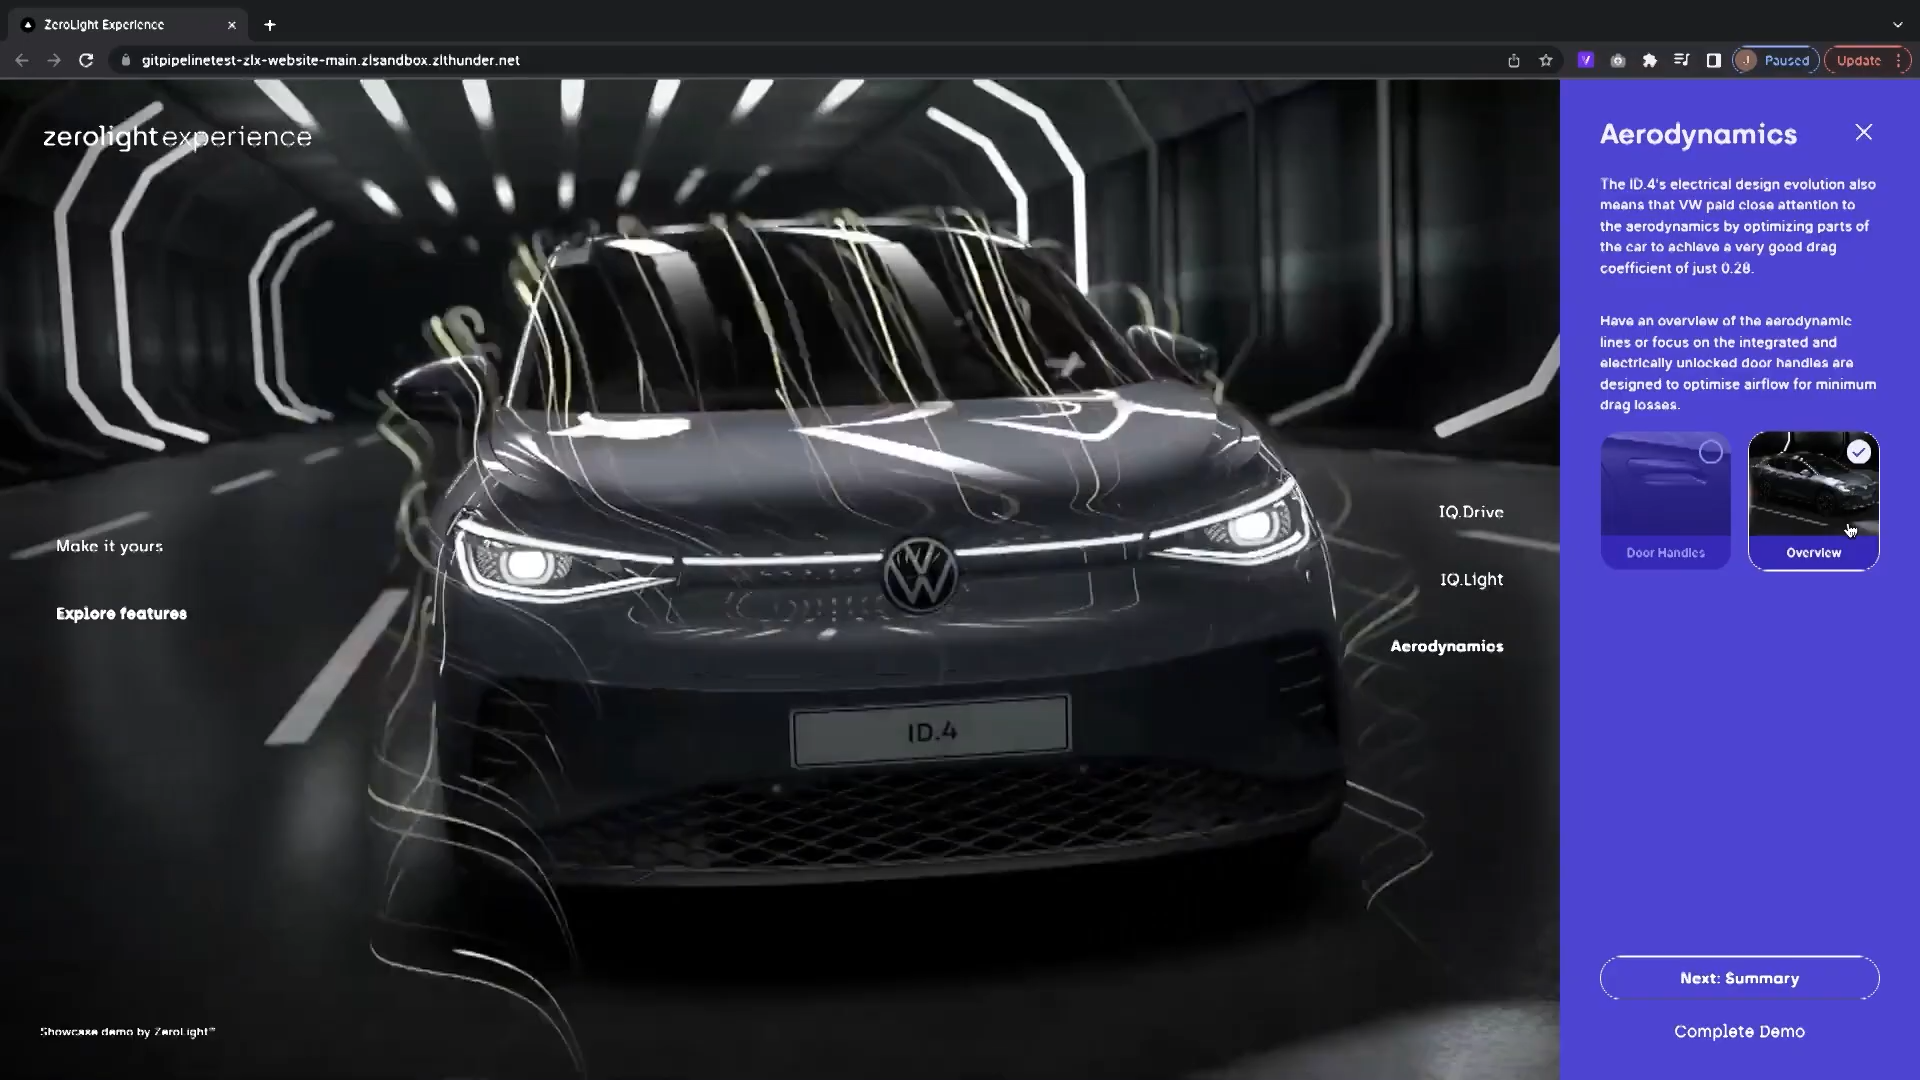 ZeroLight Experience
gitpipelinetest-zlx-website-main.zlsandbox.zlthunder.net
J
Paused
Update
zerolight experience
Make it yours
Explore features
IQ.Drive
IQ.Light
Aerodynamics
ID.4
Showcase demo by ZeroLight™
Aerodynamics
The ID.4's electrical design evolution also
means that VW paid close attention to
the aerodynamics by optimizing parts of
the car to achieve a very good drag
coefficient of just 0.28.
Have an overview of the aerodynamic
lines or focus on the integrated and
electrically unlocked door handles are
designed to optimise airflow for minimum
drag losses.
Door Handles
Overview
Next: Summary
Complete Demo